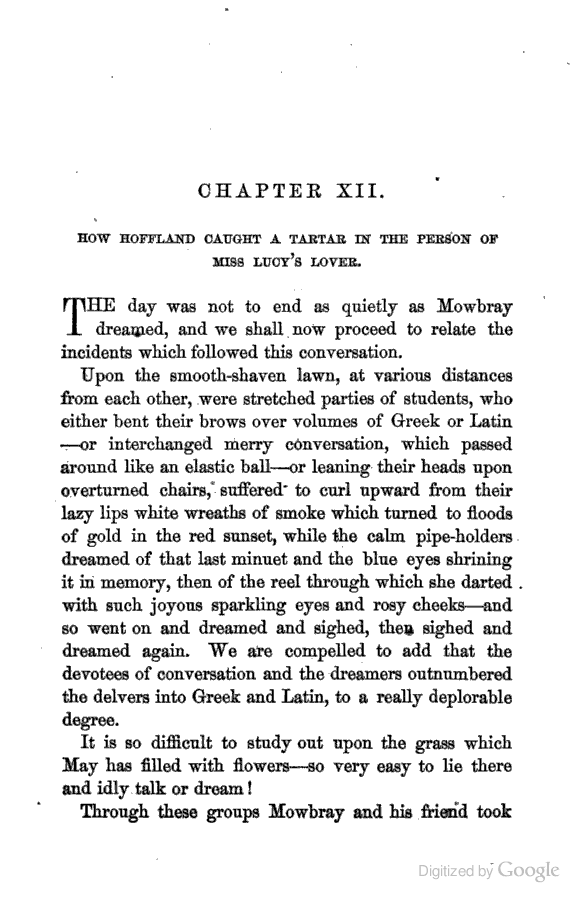 CHAPTER XII.
HOW HOFFLAND CAUGHT A TARTAR IN THE PERSON OF
MISS LUCY'S LOVER.
THE day was not to end as quietly as Mowbray
dreamed, and we shall now proceed to relate the
incidents which followed this conversation.
Upon the smooth-shaven lawn, at various distances
from each other, were stretched parties of students, who
either bent their brows over volumes of Greek or Latin
—or interchanged merry conversation, which passed
around like an elastic ball—or leaning their heads upon
overturned chairs, suffered to curl upward from their
lazy lips white wreaths of smoke which turned to floods
of gold in the red sunset, while the calm pipe-holders
dreamed of that last minuet and the blue eyes shrining
it in memory, then of the reel through which she darted
with such joyous sparkling eyes and rosy cheeks—and
so went on and dreamed and sighed, then sighed and
dreamed again. We are compelled to add that the
devotees of conversation and the dreamers outnumbered
the delvers into Greek and Latin, to a really deplorable
degree.
It is so difficult to study out upon the grass which
May has filled with flowers—so very easy to lie there
and idly talk or dream!
Through these groups Mowbray and his friend took
Digitized by Google